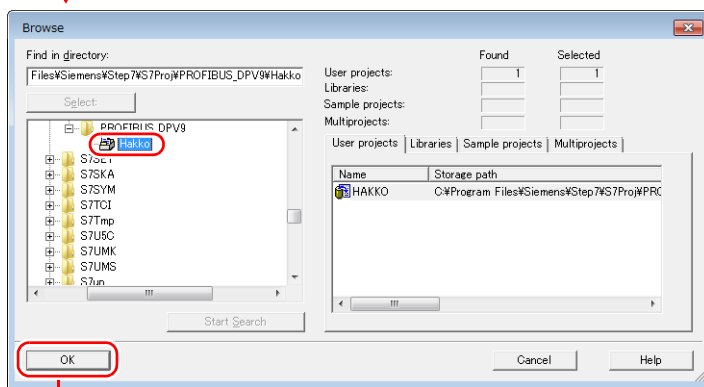 Browse
Find in directory:
Files¥Siemens¥Step7¥S7Proj¥PROFIBUS_DPV9¥Hakko
Select
PROFIBUS_DPV9
Hakko
S7SET
S7SKA
S7SYM
S7TCI
S7Tmp
S7U5C
S7UMK
S7UMS
S7un
Start Search
Found Selected
User projects: 1 1
Libraries:
Sample projects:
Multiprojects:
User projects Libraries Sample projects Multiprojects
Name Storage path
HAKKO C:¥Program Files¥Siemens¥Step7¥S7Proj¥PRO
OK Cancel Help